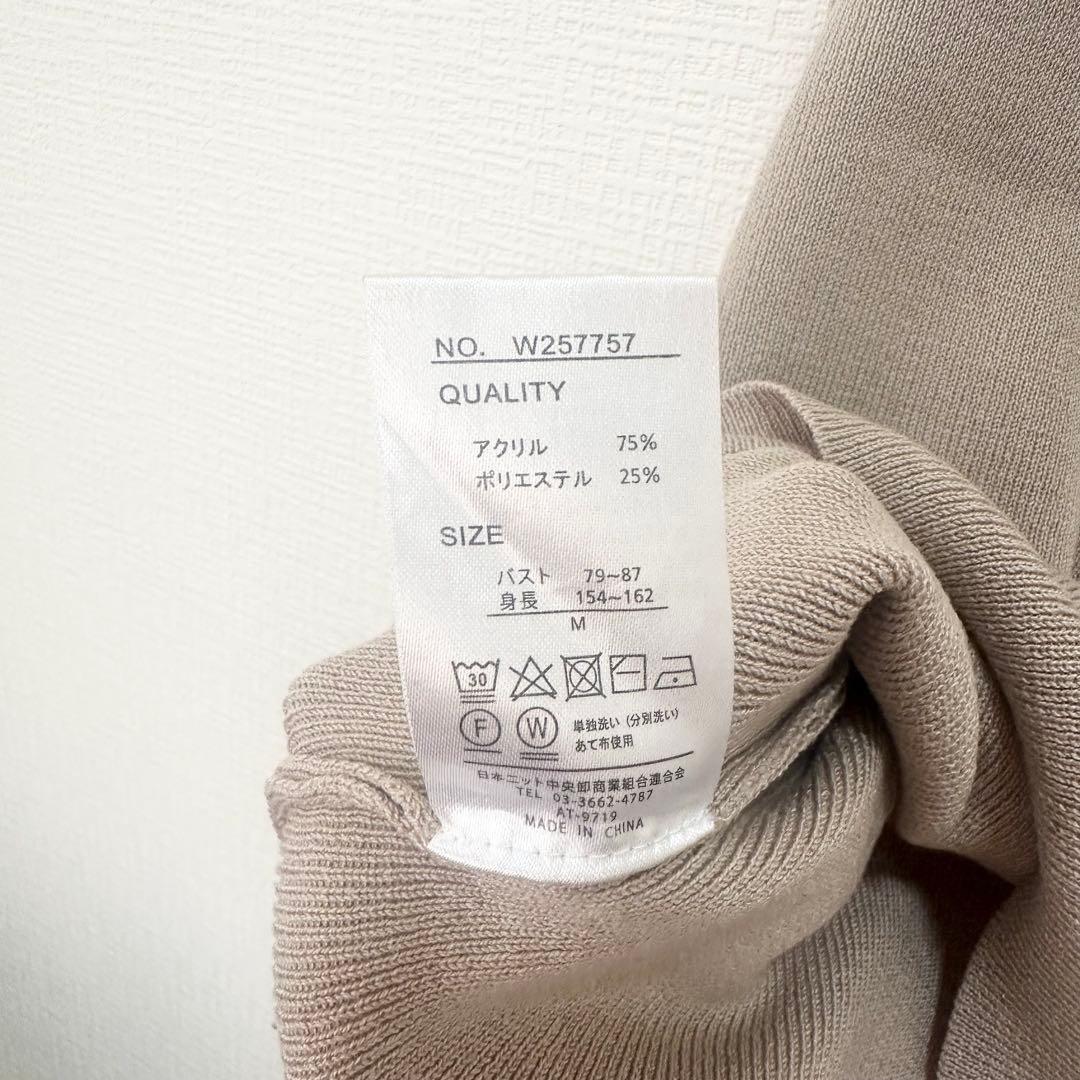 NO. W257757
QUALITY
アクリル 75%
ポリエステル 25%
SIZE
バスト 79~87
身長 154~162
M
30
F W 単独洗い (分別洗い)
あて布使用
日本ニット中央卸商業組合連合会
TEL 03-3662-4787
AT-9719
MADE IN CHINA